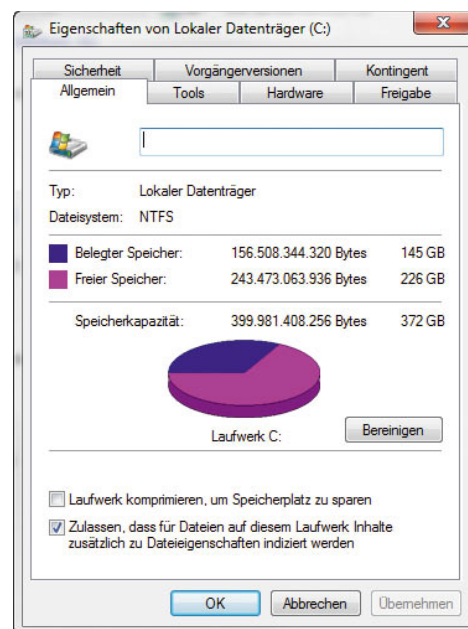 Eigenschaften von Lokaler Datenträger (C:)
Sicherheit Vorgängerversionen Kontingent
Allgemein Tools Hardware Freigabe
Typ: Lokaler Datenträger
Dateisystem: NTFS
Belegter Speicher: 156.508.344.320 Bytes 145 GB
Freier Speicher: 243.473.063.936 Bytes 226 GB
Speicherkapazität: 399.981.408.256 Bytes 372 GB
Laufwerk C: Bereinigen
Laufwerk komprimieren, um Speicherplatz zu sparen
Zulassen, dass für Dateien auf diesem Laufwerk Inhalte
zusätzlich zu Dateieigenschaften indiziert werden
OK Abbrechen Übernehmen